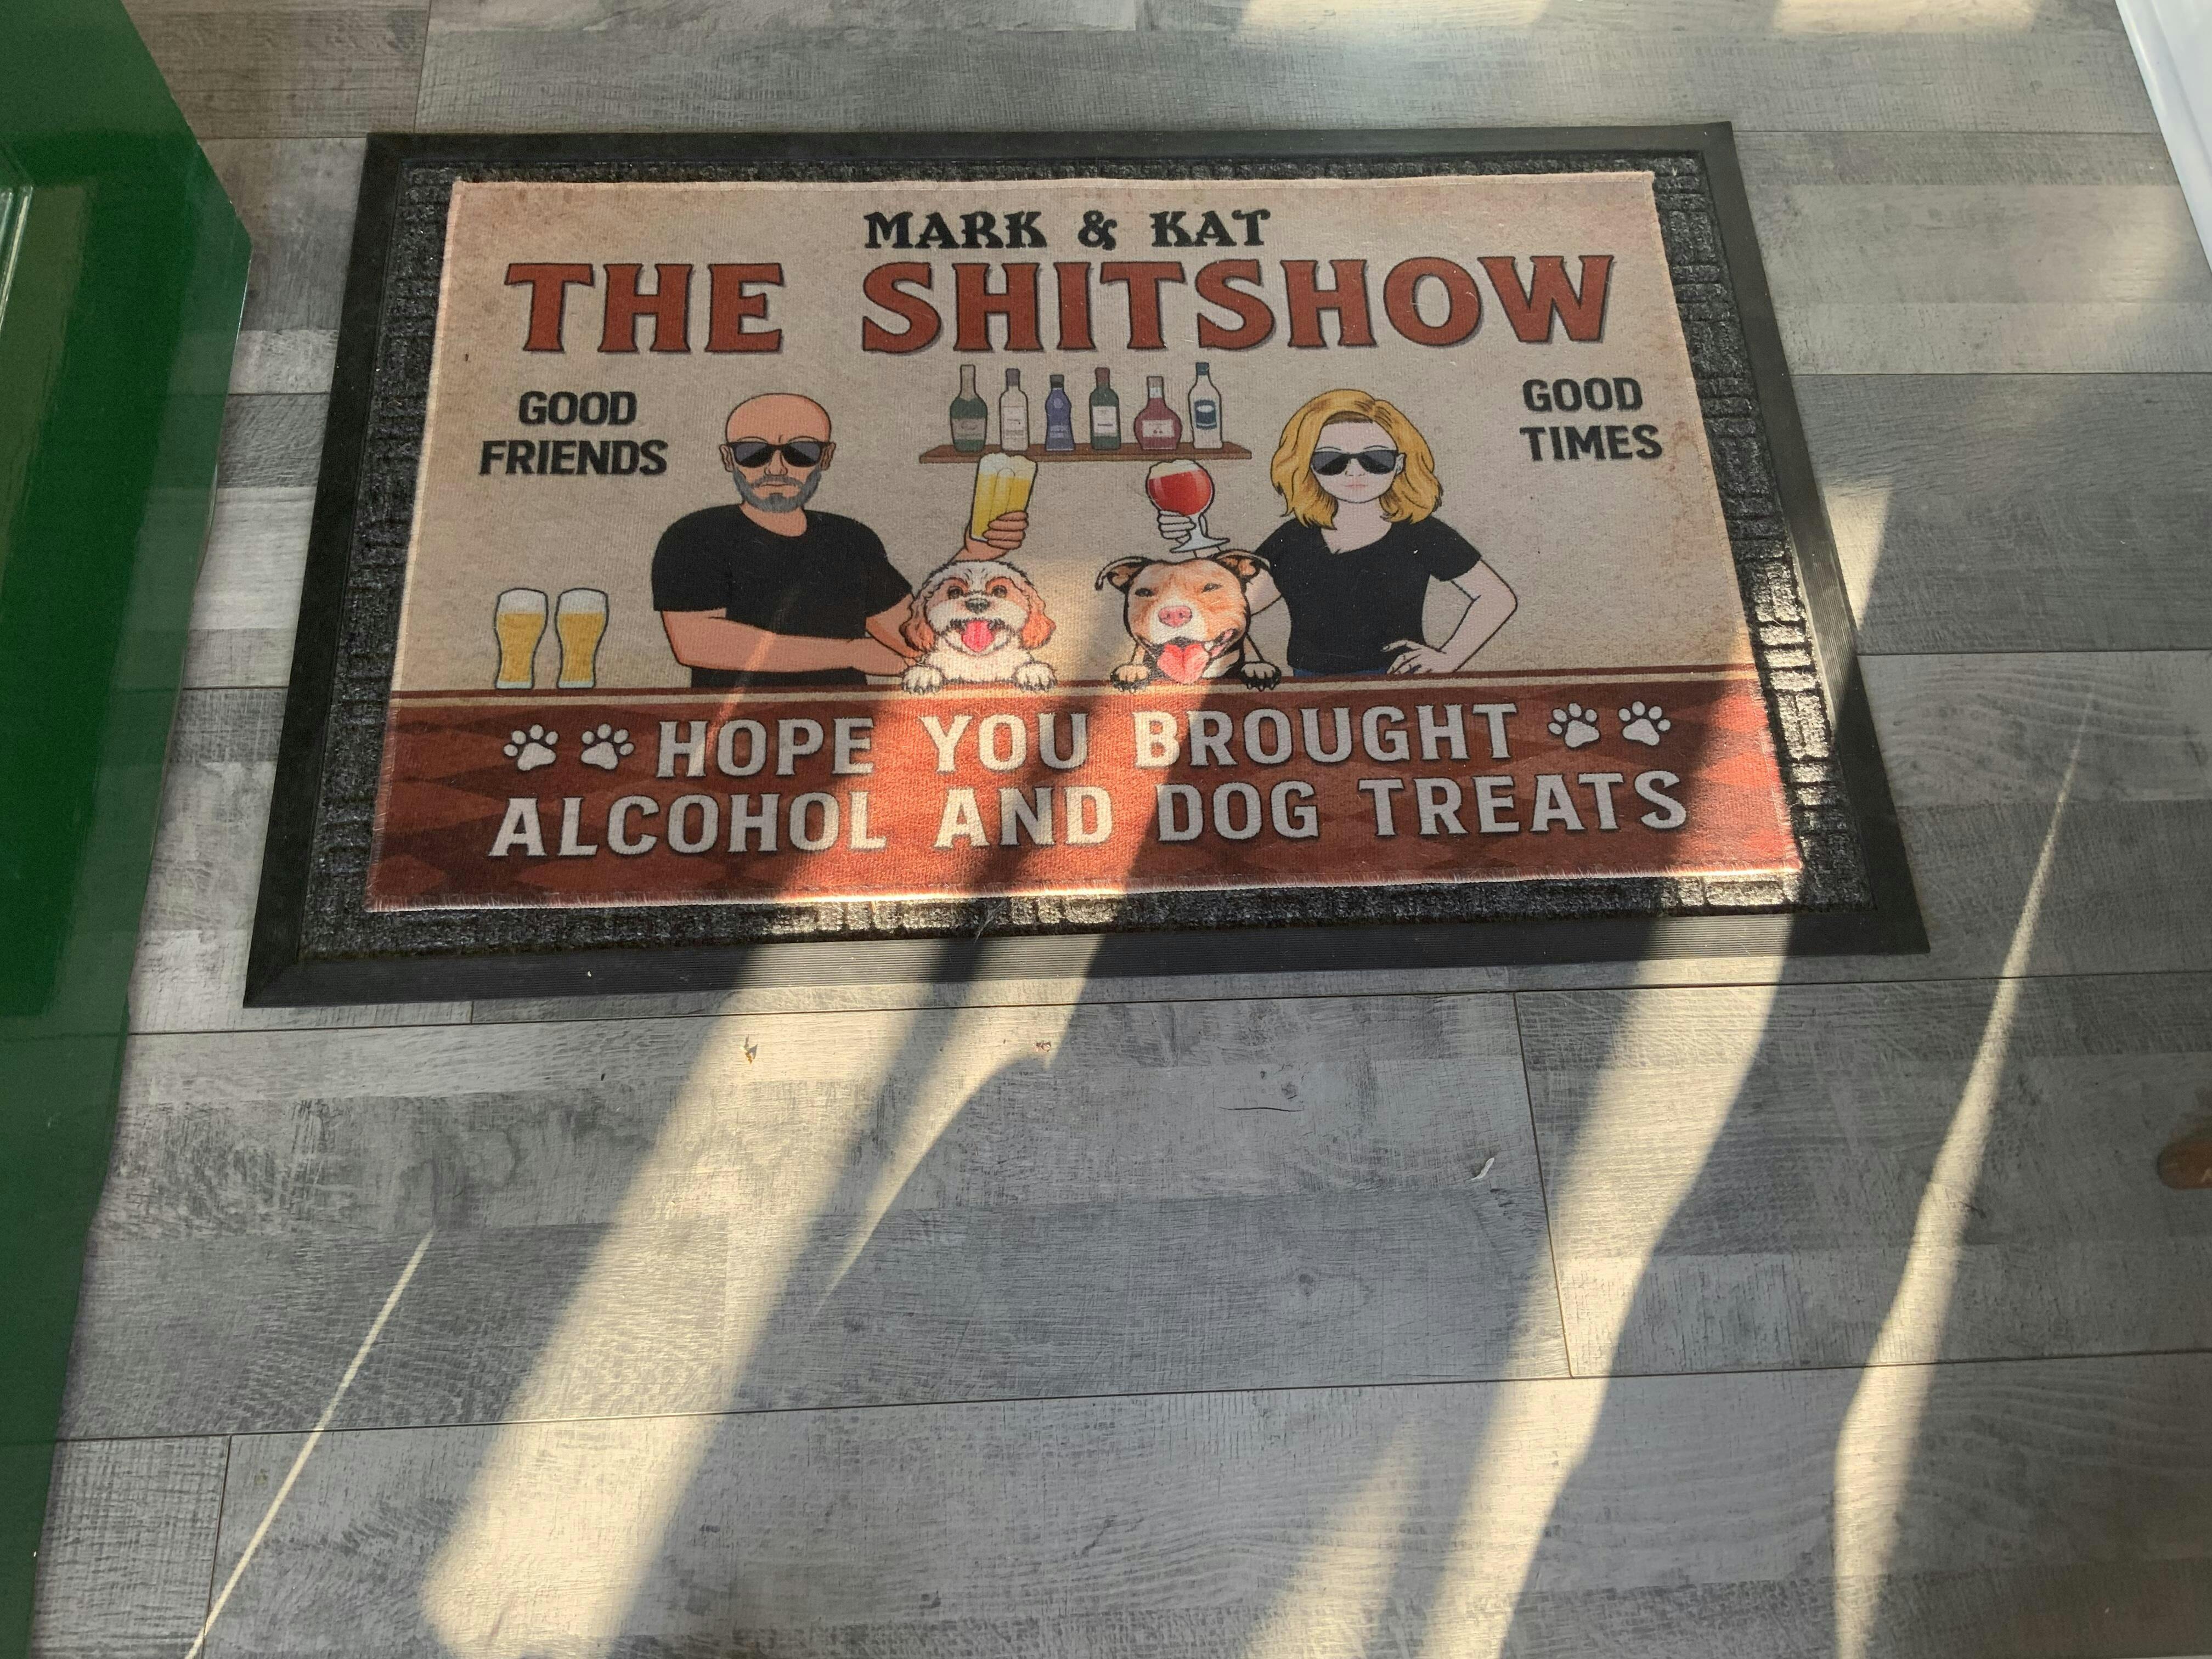 MARK & KAT
THE SHITSHOW
GOOD
FRIENDS
GOOD
TIMES
HOPE YOU BROUGHT
ALCOHOL AND DOG TREATS